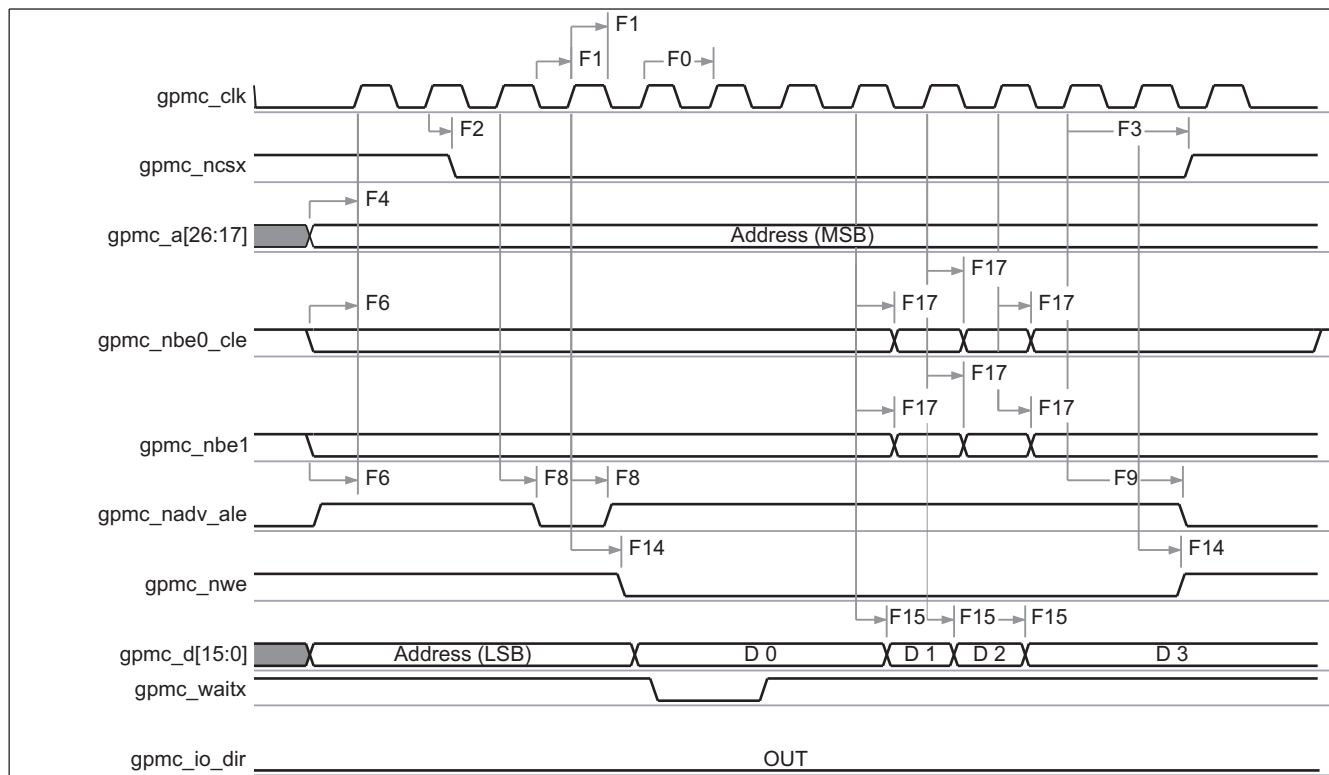 F1
F1 F0
gpmc_clk
F2 F3
gpmc_ncsx
F4
gpmc_a[26:17] Address (MSB)
F17
F6 F17 F17
gpmc_nbe0_cle
F17
F17 F17
gpmc_nbe1
F6 F8 F8 F9
gpmc_nadv_ale
F14 F14
gpmc_nwe
F15 F15 F15
gpmc_d[15:0] Address (LSB) D 0 D 1 D 2 D 3
gpmc_waitx
gpmc_io_dir OUT